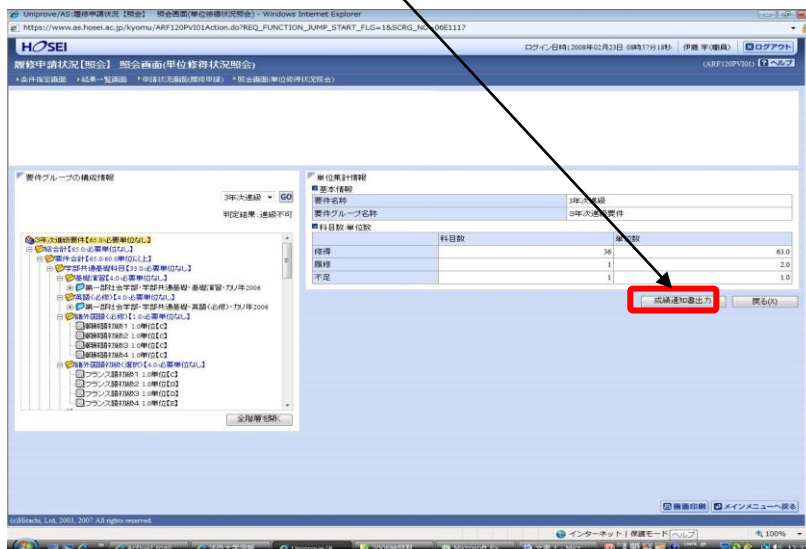 Uniprove/AS:履修申請状況【照会】 照会画面(単位修得状況照会) - Windows Internet Explorer
https://www.as.hosei.ac.jp/kyomu/ARF120PVI01Action.do?REQ_FUNCTION_JUMP_START_FLG=1&SCRG_NO=06E1117
HOSEI
ログイン日時:2008年02月23日 08時57分18秒
ログアウト
履修申請状況【照会】 照会画面(単位修得状況照会)
(ARF120PVI01) ヘルプ
条件指定画面 結果一覧画面 申請状況画面(履修申請) 照会画面(単位修得状況照会)
要件グループの構成情報
3年次進級 GO
判定結果:進級不可
3年次進級要件【65.0:必要単位なし】
総合計【65.0:必要単位なし】
要件合計【63.0:60.0単位以上】
学部共通基礎科目【33.0:必要単位なし】
基礎演習【4.0:必要単位なし】
第一部社会学部・学部共通基礎・基礎演習・カリ年2006
英語(必修)【4.0:必要単位なし】
第一部社会学部・学部共通基礎・英語(必修)・カリ年2006
諸外国語(必修)【1.0:必要単位なし】
朝鮮語初級1 1.0単位【C】
朝鮮語初級2 1.0単位【C】
朝鮮語初級3 1.0単位【C】
朝鮮語初級4 1.0単位【C】
諸外国語初級(選択)【4.0:必要単位なし】
フランス語初級1 1.0単位【C】
フランス語初級2 1.0単位【D】
フランス語初級3 1.0単位【D】
フランス語初級4 1.0単位【E】
全階層を開く
単位集計情報
基本情報
要件名称 3年次進級
要件グループ名称 3年次進級要件
科目数/単位数
科目数 単位数
修得 36 63.0
履修 1 2.0
不足 1 1.0
成績通知書出力 戻る(X)
画面印刷 メインメニューへ戻る
(c)Hitachi, Ltd, 2003, 2007. All rights reserved.
インターネット | 保護モード ヘルプ 100%